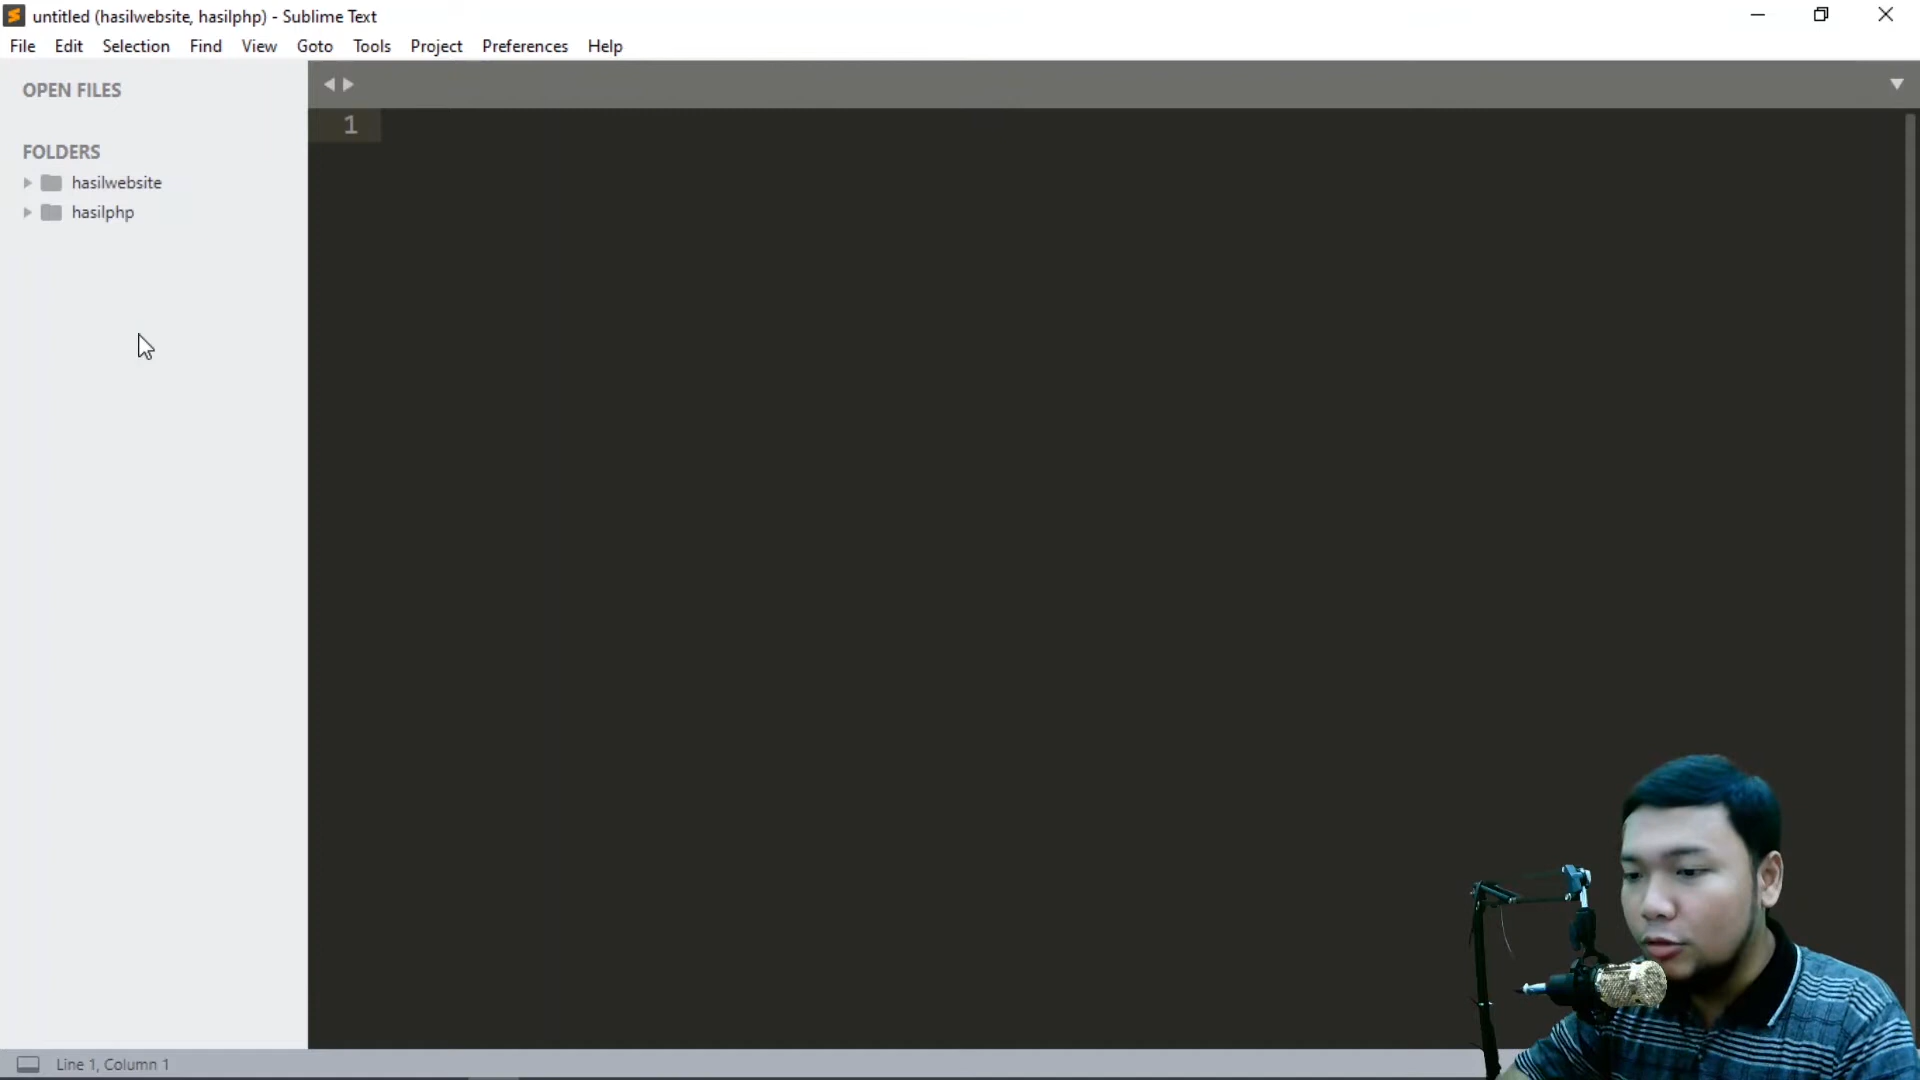 untitled (hasilwebsite, hasilphp) - Sublime Text
File Edit Selection Find View Goto Tools Project Preferences Help
OPEN FILES
FOLDERS
hasilwebsite
hasilphp
1
Line 1, Column 1